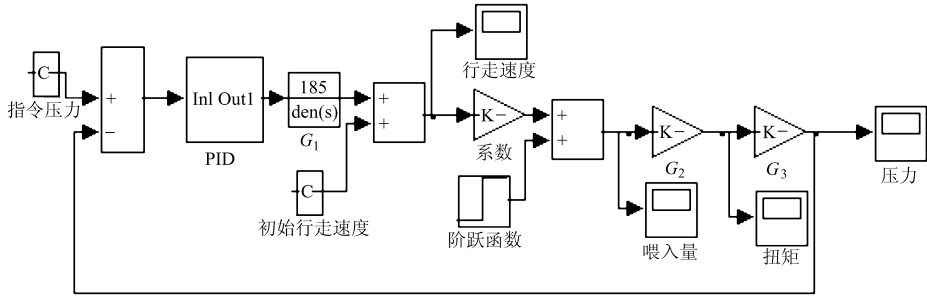 C
指令压力
+
−
In1 Out1
PID
185
den(s)
G1
+
+
C
初始行走速度
行走速度
K−
系数
阶跃函数
+
+
K−
G2
喂入量
K−
G3
扭矩
压力